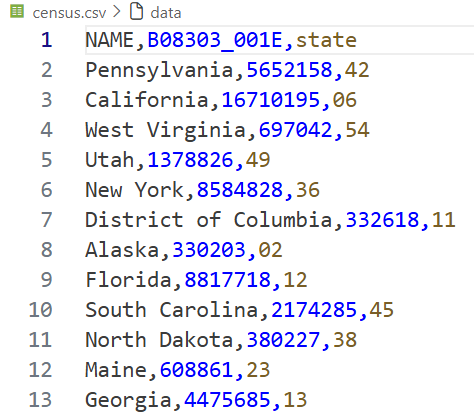 census.csv > data
1 NAME,B08303_001E,state
2 Pennsylvania,5652158,42
3 California,16710195,06
4 West Virginia,697042,54
5 Utah,1378826,49
6 New York,8584828,36
7 District of Columbia,332618,11
8 Alaska,330203,02
9 Florida,8817718,12
10 South Carolina,2174285,45
11 North Dakota,380227,38
12 Maine,608861,23
13 Georgia,4475685,13